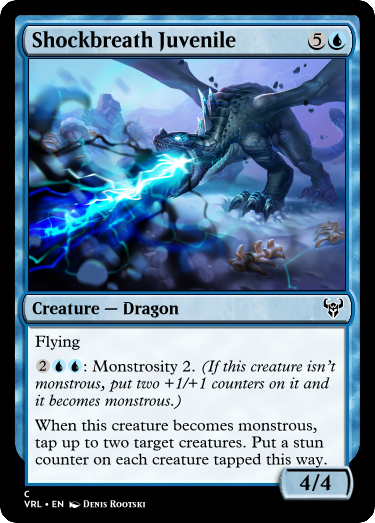 Shockbreath Juvenile 5
Creature — Dragon
Flying
2: Monstrosity 2. (If this creature isn't
monstrous, put two +1/+1 counters on it and
it becomes monstrous.)
When this creature becomes monstrous,
tap up to two target creatures. Put a stun
counter on each creature tapped this way.
4/4
C
VRL • EN Denis Rootski